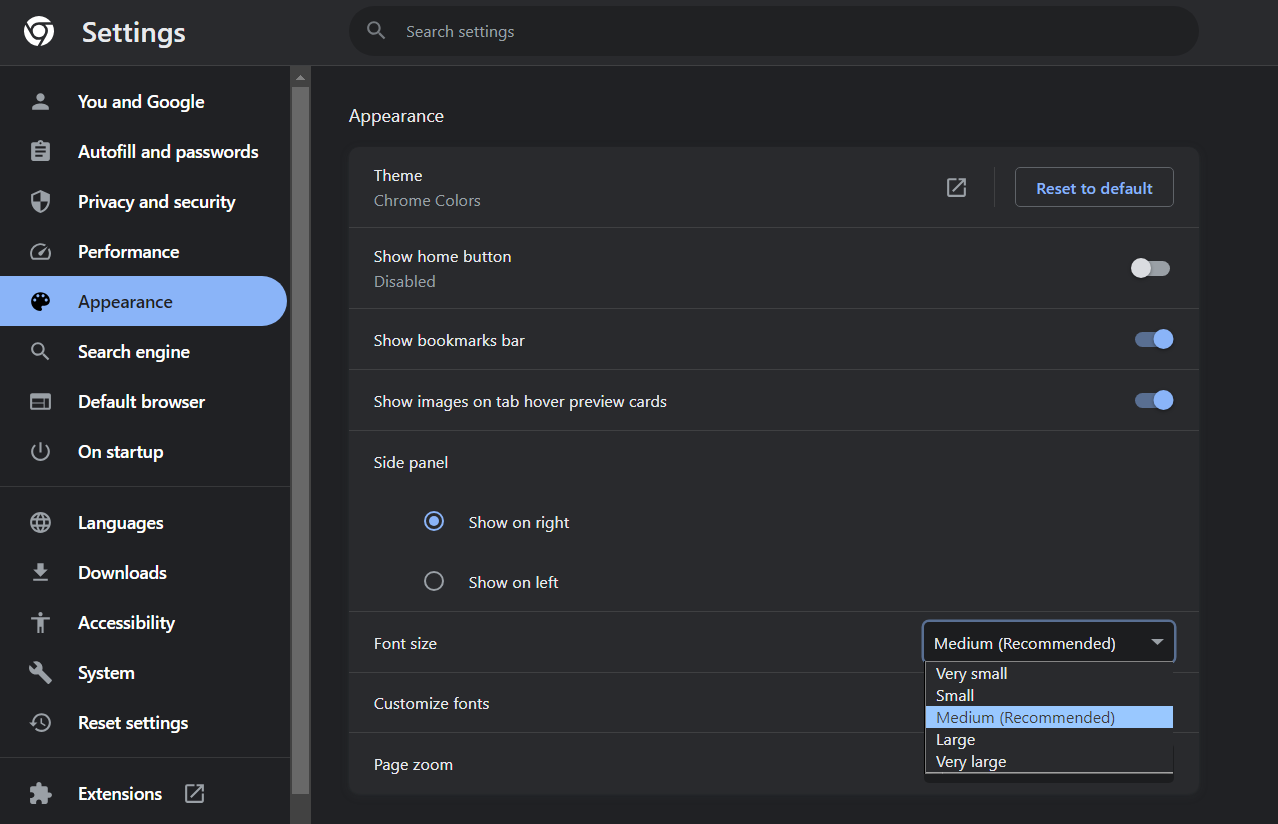 Settings
Search settings
You and Google
Autofill and passwords
Privacy and security
Performance
Appearance
Search engine
Default browser
On startup
Languages
Downloads
Accessibility
System
Reset settings
Extensions
Appearance
Theme
Chrome Colors
Reset to default
Show home button
Disabled
Show bookmarks bar
Show images on tab hover preview cards
Side panel
Show on right
Show on left
Font size
Medium (Recommended)
Very small
Small
Medium (Recommended)
Large
Very large
Customize fonts
Page zoom